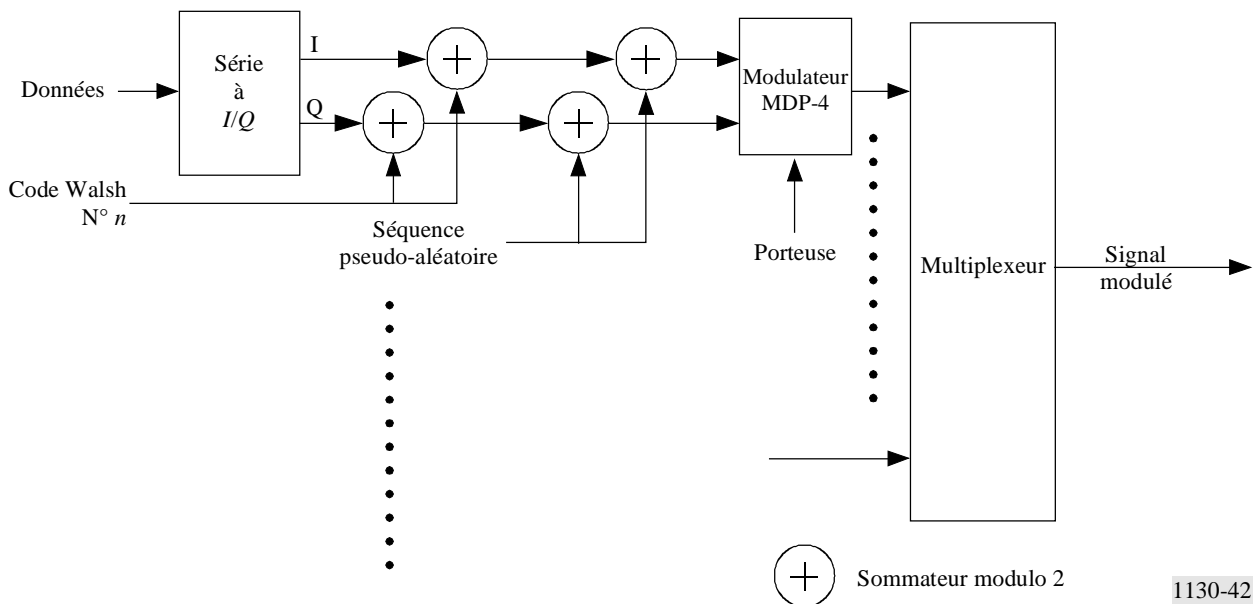 I
Q
Données
Série
à
I/Q
Modulateur
MDP-4
Code Walsh
N° n
Séquence
pseudo-aléatoire
Porteuse
Multiplexeur
Signal
modulé
Sommateur modulo 2
1130-42